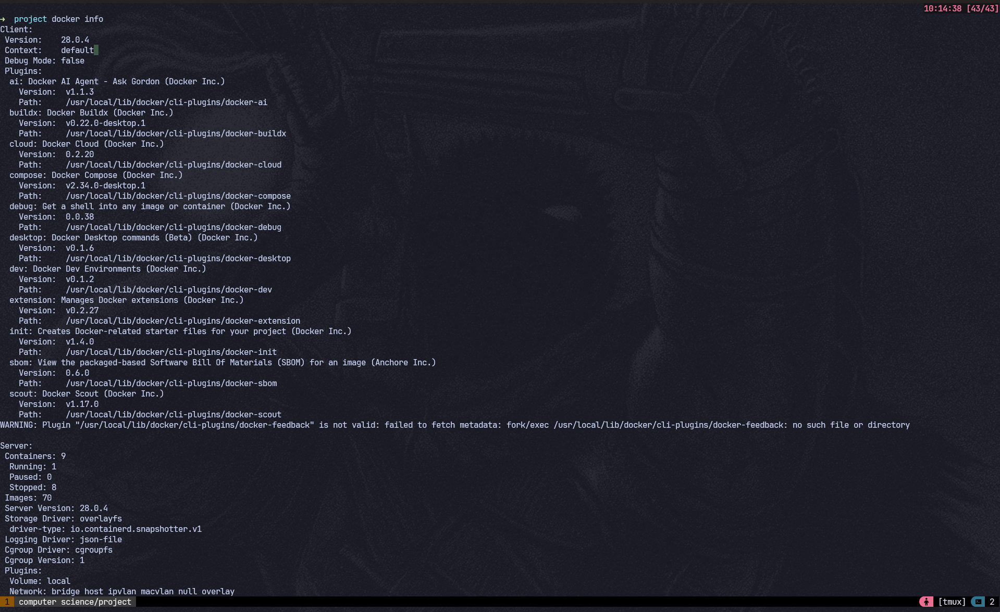 10:14:38 [43/43]
→  project docker info
Client:
 Version:    28.0.4
 Context:    default
 Debug Mode: false
 Plugins:
  ai: Docker AI Agent - Ask Gordon (Docker Inc.)
    Version:  v1.1.3
    Path:     /usr/local/lib/docker/cli-plugins/docker-ai
  buildx: Docker Buildx (Docker Inc.)
    Version:  v0.22.0-desktop.1
    Path:     /usr/local/lib/docker/cli-plugins/docker-buildx
  cloud: Docker Cloud (Docker Inc.)
    Version:  0.2.20
    Path:     /usr/local/lib/docker/cli-plugins/docker-cloud
  compose: Docker Compose (Docker Inc.)
    Version:  v2.34.0-desktop.1
    Path:     /usr/local/lib/docker/cli-plugins/docker-compose
  debug: Get a shell into any image or container (Docker Inc.)
    Version:  0.0.38
    Path:     /usr/local/lib/docker/cli-plugins/docker-debug
  desktop: Docker Desktop commands (Beta) (Docker Inc.)
    Version:  v0.1.6
    Path:     /usr/local/lib/docker/cli-plugins/docker-desktop
  dev: Docker Dev Environments (Docker Inc.)
    Version:  v0.1.2
    Path:     /usr/local/lib/docker/cli-plugins/docker-dev
  extension: Manages Docker extensions (Docker Inc.)
    Version:  v0.2.27
    Path:     /usr/local/lib/docker/cli-plugins/docker-extension
  init: Creates Docker-related starter files for your project (Docker Inc.)
    Version:  v1.4.0
    Path:     /usr/local/lib/docker/cli-plugins/docker-init
  sbom: View the packaged-based Software Bill Of Materials (SBOM) for an image (Anchore Inc.)
    Version:  0.6.0
    Path:     /usr/local/lib/docker/cli-plugins/docker-sbom
  scout: Docker Scout (Docker Inc.)
    Version:  v1.17.0
    Path:     /usr/local/lib/docker/cli-plugins/docker-scout
WARNING: Plugin "/usr/local/lib/docker/cli-plugins/docker-feedback" is not valid: failed to fetch metadata: fork/exec /usr/local/lib/docker/cli-plugins/docker-feedback: no such file or directory
Server:
 Containers: 9
  Running: 1
  Paused: 0
  Stopped: 8
 Images: 70
 Server Version: 28.0.4
 Storage Driver: overlayfs
  driver-type: io.containerd.snapshotter.v1
 Logging Driver: json-file
 Cgroup Driver: cgroupfs
 Cgroup Version: 1
 Plugins:
  Volume: local
  Network: bridge host ipvlan macvlan null overlay
1 computer science/project [tmux] 2